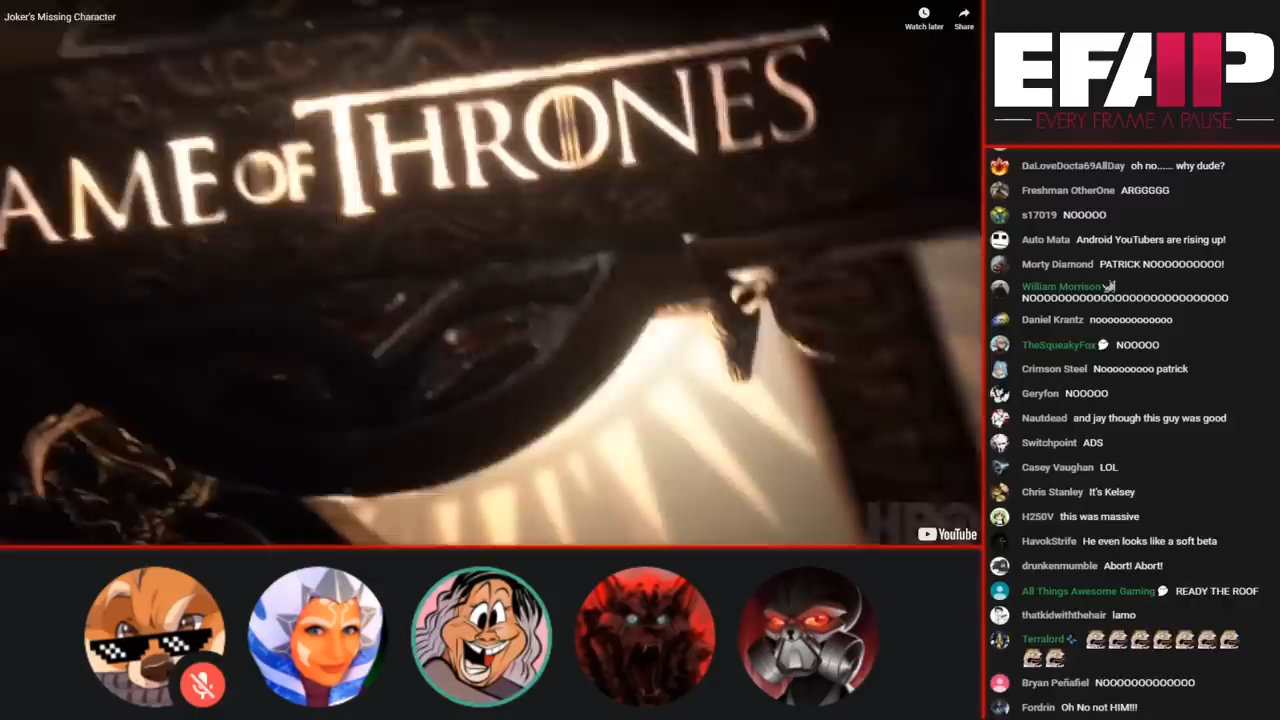 Joker's Missing Character
Watch later
Share
AME OF THRONES
HBO
YouTube
EFAP
EVERY FRAME A PAUSE
DaLoveDocta69AllDay oh no...... why dude?
Freshman OtherOne ARGGGGG
s17019 NOOOOO
Auto Mata Android YouTubers are rising up!
Morty Diamond PATRICK NOOOOOOOOOO!
William Morrison
NOOOOOOOOOOOOOOOOOOOOOOOOOOOOO
Daniel Krantz nooooooooooooo
TheSqueakyFox NOOOOO
Crimson Steel Nooooooooo patrick
Geryfon NOOOOO
Nautdead and jay though this guy was good
Switchpoint ADS
Casey Vaughan LOL
Chris Stanley It's Kelsey
H250V this was massive
HavokStrife He even looks like a soft beta
drunkenmumble Abort! Abort!
All Things Awesome Gaming READY THE ROOF
thatkidwiththehair lamo
Terralord
Bryan Peñafiel NOOOOOOOOOOOOO
Fordrin Oh No not HIM!!!